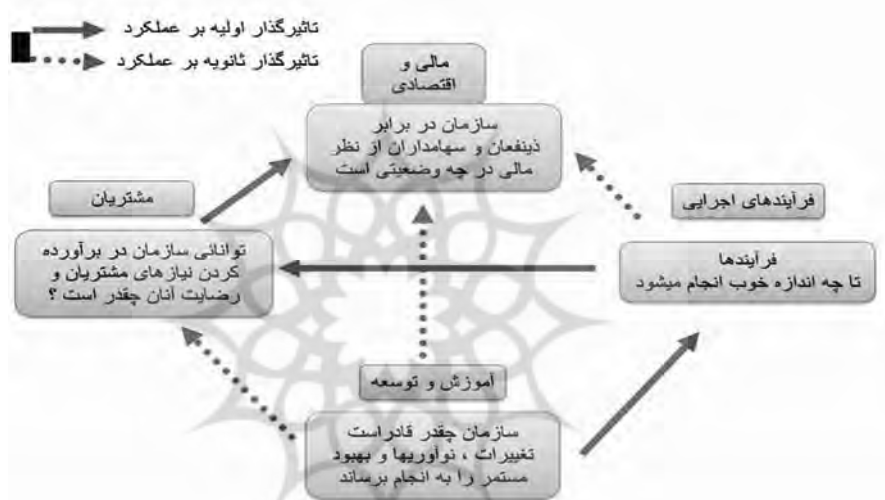 تاثیرگذار اولیه بر عملکرد
تاثیرگذار ثانویه بر عملکرد
مالی و
اقتصادی
سازمان در برابر
ذینفعان و سهامداران از نظر
مالی در چه وضعیتی است
مشتریان
توانائی سازمان در برآورده
کردن نیازهای مشتریان و
رضایت آنان چقدر است ؟
فرآیندهای اجرایی
فرآیندها
تا چه اندازه خوب انجام میشود
آموزش و توسعه
سازمان چقدر قادراست
تغییرات ، نوآوریها و بهبود
مستمر را به انجام برساند